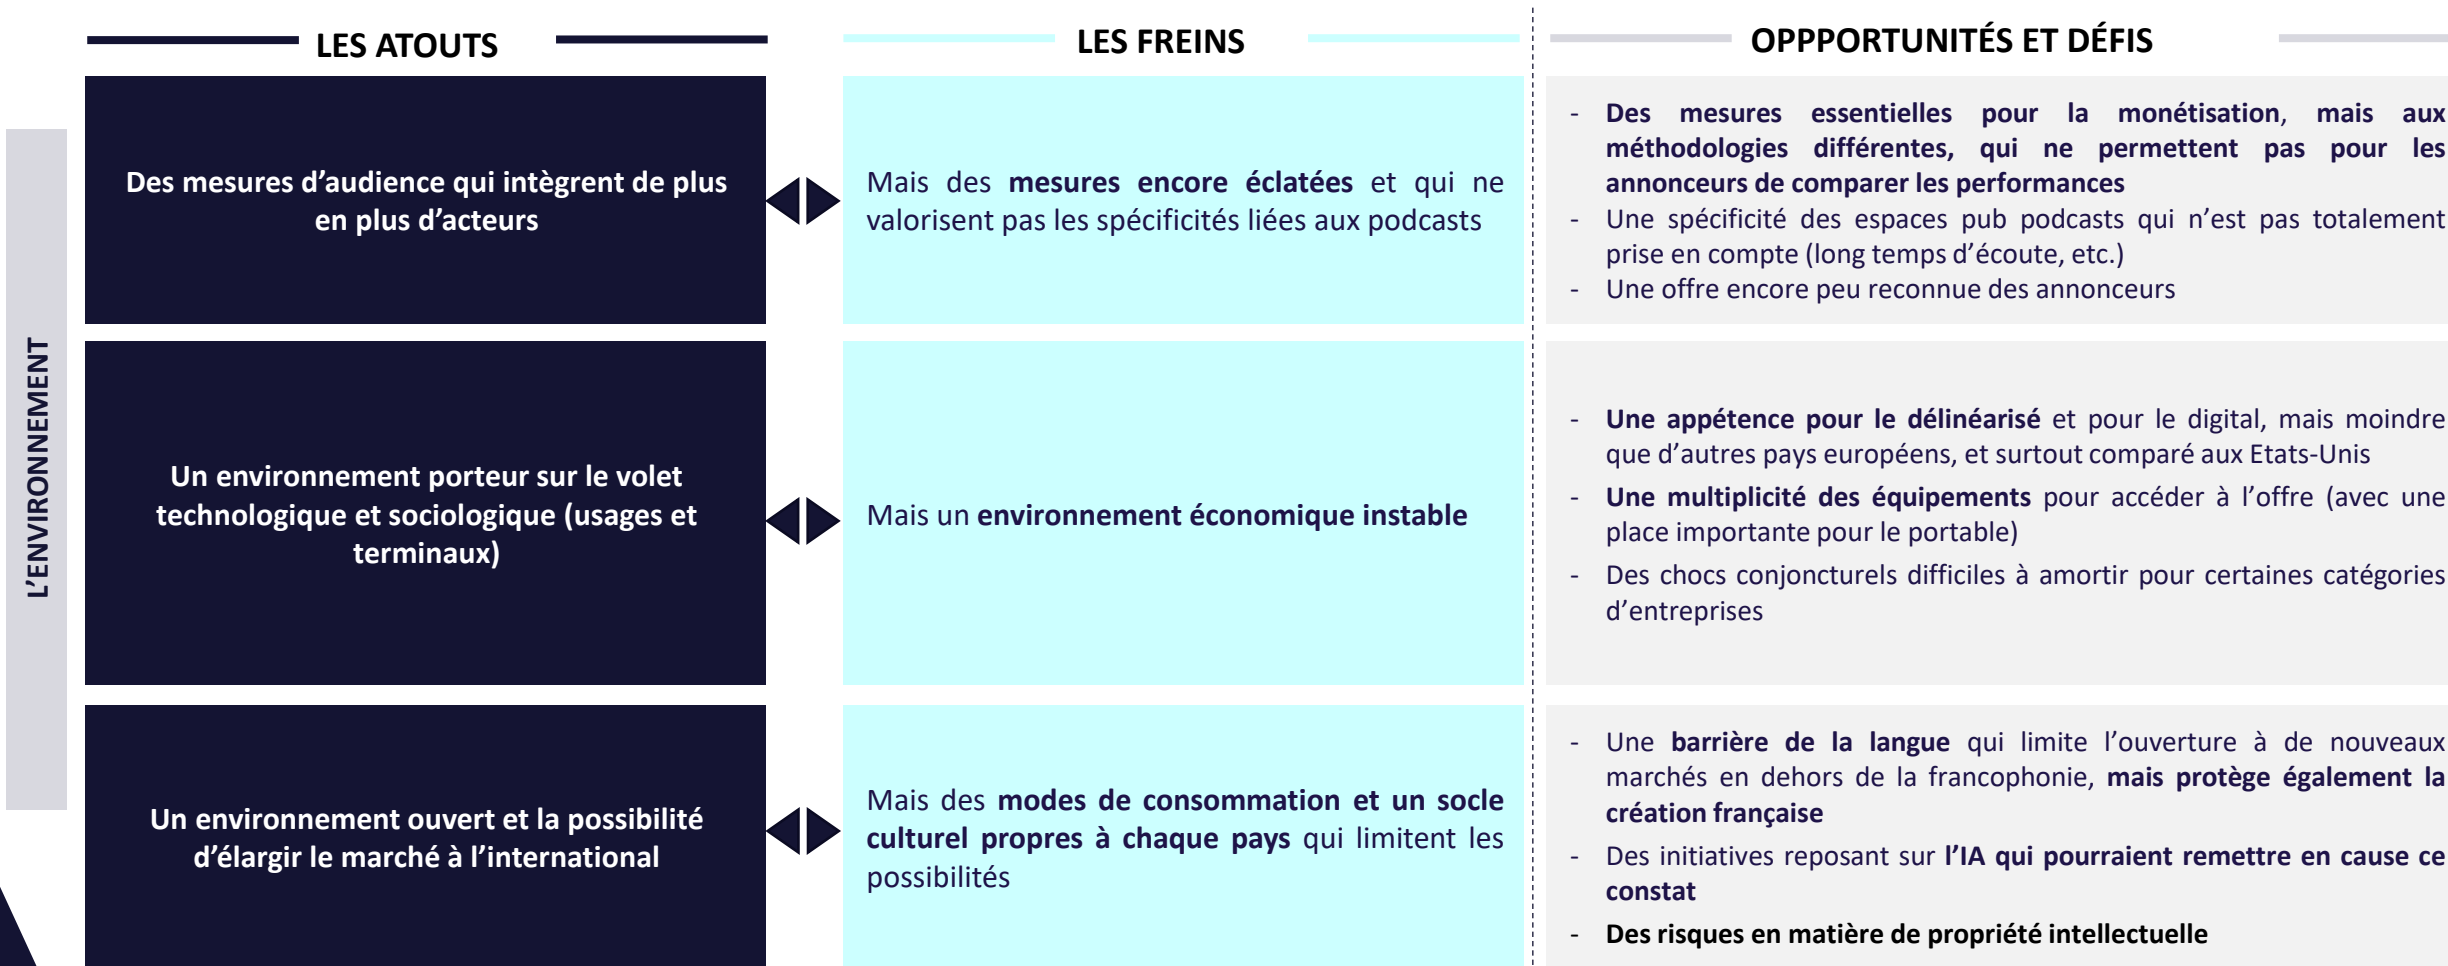 LES ATOUTS
LES FREINS
OPPPORTUNITÉS ET DÉFIS
L'ENVIRONNEMENT
Des mesures d'audience qui intègrent de plus
en plus d'acteurs
Mais des mesures encore éclatées et qui ne
valorisent pas les spécificités liées aux podcasts
- Des mesures essentielles pour la monétisation, mais aux
méthodologies différentes, qui ne permettent pas pour les
annonceurs de comparer les performances
- Une spécificité des espaces pub podcasts qui n'est pas totalement
prise en compte (long temps d'écoute, etc.)
- Une offre encore peu reconnue des annonceurs
Un environnement porteur sur le volet
technologique et sociologique (usages et
terminaux)
Mais un environnement économique instable
- Une appétence pour le délinéarisé et pour le digital, mais moindre
que d'autres pays européens, et surtout comparé aux Etats-Unis
- Une multiplicité des équipements pour accéder à l'offre (avec une
place importante pour le portable)
- Des chocs conjoncturels difficiles à amortir pour certaines catégories
d'entreprises
Un environnement ouvert et la possibilité
d'élargir le marché à l'international
Mais des modes de consommation et un socle
culturel propres à chaque pays qui limitent les
possibilités
- Une barrière de la langue qui limite l'ouverture à de nouveaux
marchés en dehors de la francophonie, mais protège également la
création française
- Des initiatives reposant sur l'IA qui pourraient remettre en cause ce
constat
- Des risques en matière de propriété intellectuelle